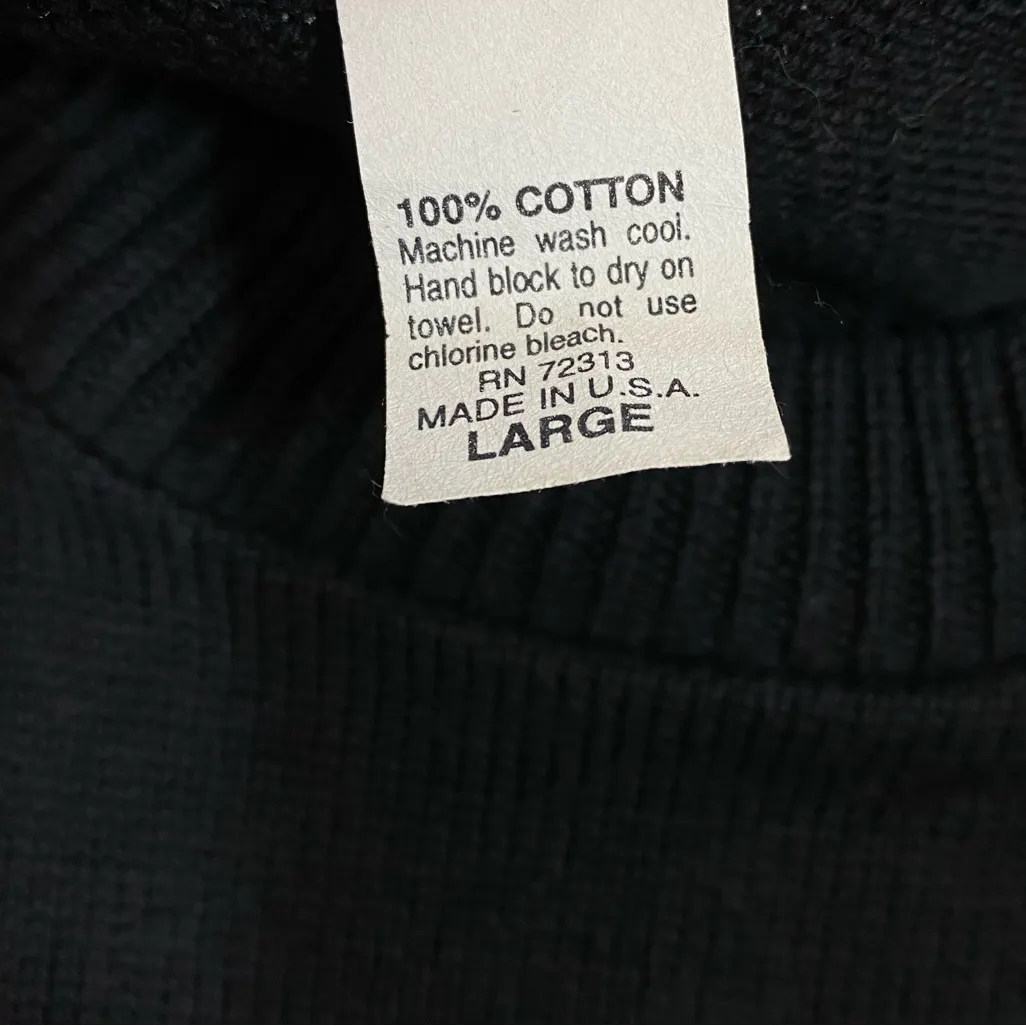 100% COTTON
Machine wash cool.
Hand block to dry on
towel. Do not use
chlorine bleach.
RN 72313
MADE IN U.S.A.
LARGE